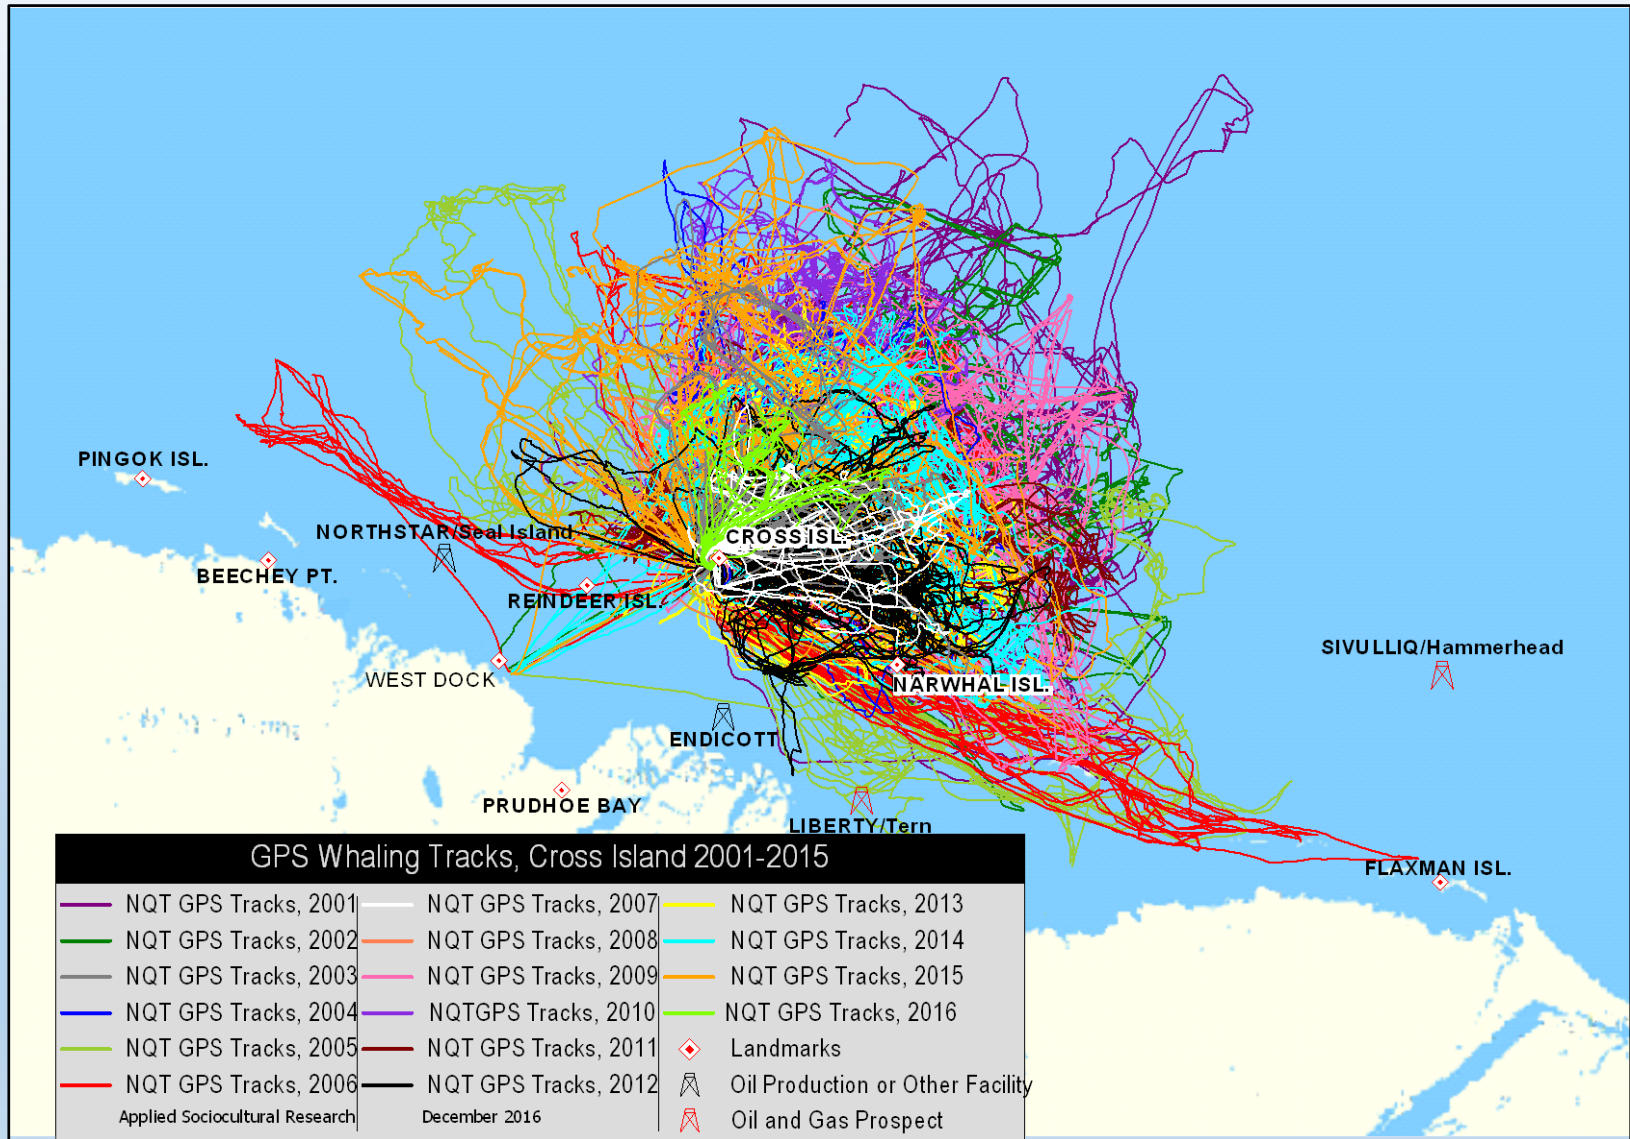 PINGOK ISL.
NORTHSTAR/Seal Island
CROSS ISL.
BEECHEY PT.
REINDEER ISL.
SIVULLIQ/Hammerhead
WEST DOCK
NARWHAL ISL.
ENDICOTT
PRUDHOE BAY
LIBERTY/Tern
FLAXMAN ISL.
GPS Whaling Tracks, Cross Island 2001-2015
NQT GPS Tracks, 2001
NQT GPS Tracks, 2002
NQT GPS Tracks, 2003
NQT GPS Tracks, 2004
NQT GPS Tracks, 2005
NQT GPS Tracks, 2006
Applied Sociocultural Research
NQT GPS Tracks, 2007
NQT GPS Tracks, 2008
NQT GPS Tracks, 2009
NQTGPS Tracks, 2010
NQT GPS Tracks, 2011
NQT GPS Tracks, 2012
December 2016
NQT GPS Tracks, 2013
NQT GPS Tracks, 2014
NQT GPS Tracks, 2015
NQT GPS Tracks, 2016
Landmarks
Oil Production or Other Facility
Oil and Gas Prospect